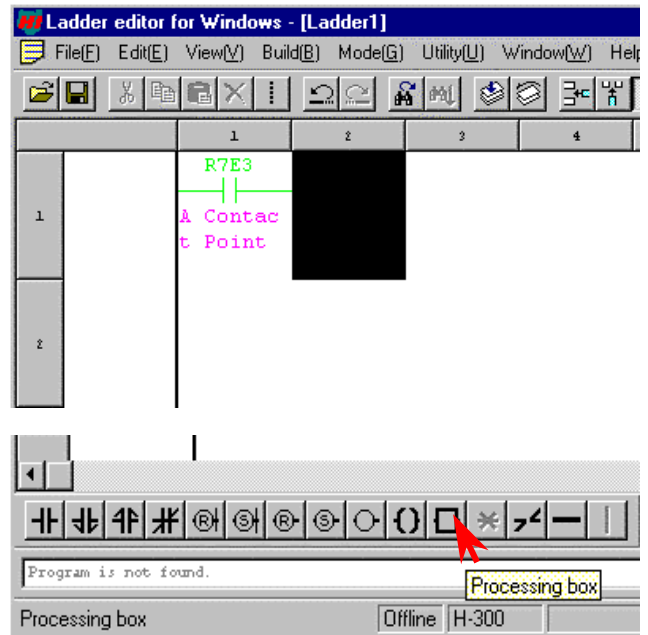 Ladder editor for Windows - [Ladder1]
File(F) Edit(E) View(V) Build(B) Mode(G) Utility(U) Window(W) Help
1 2 3 4
R7E3
1
A Contac
t Point
2
R R S
Program is not found.
Processing box
Processing box Offline H-300